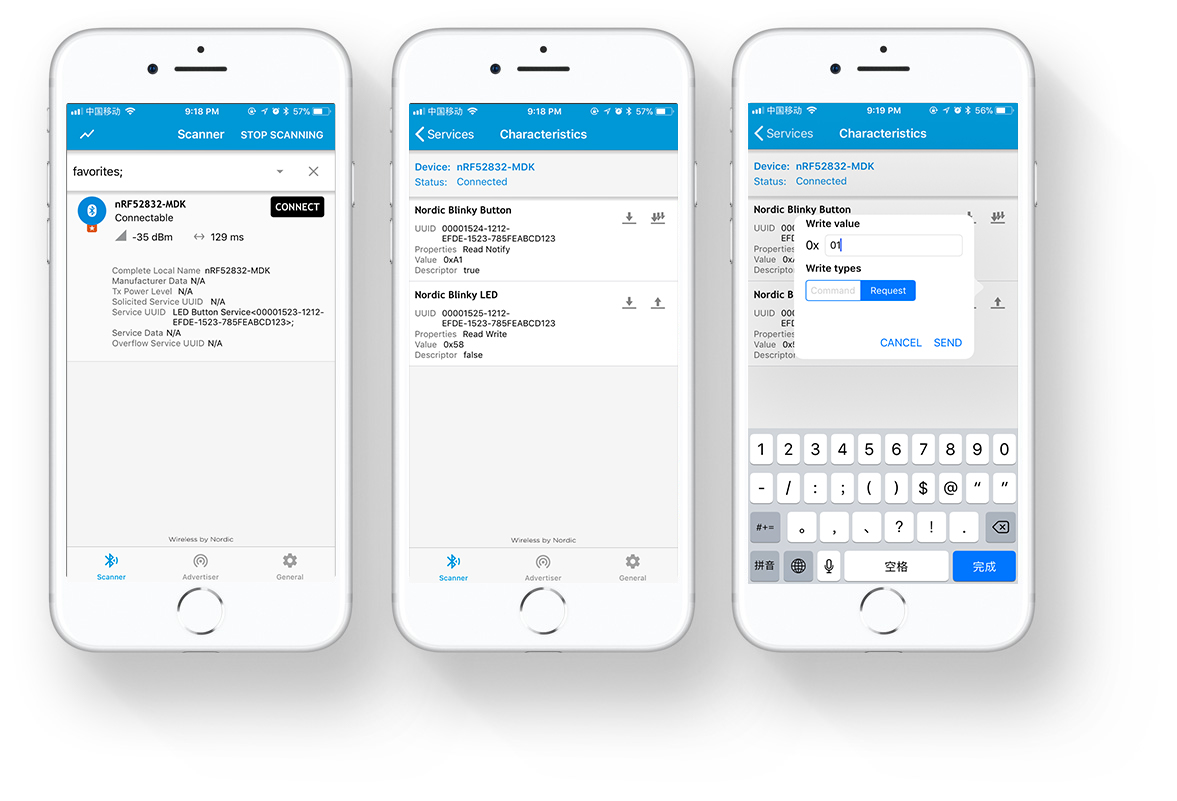 中国移动 9:18 PM 57%
Scanner STOP SCANNING
favorites;
nRF52832-MDK
Connectable
CONNECT
-35 dBm 129 ms
Complete Local Name nRF52832-MDK
Manufacturer Data N/A
Tx Power Level N/A
Solicited Service UUID N/A
Service UUID LED Button Service<00001523-1212-
EFDE-1523-785FEABCD123>;
Service Data N/A
Overflow Service UUID N/A
Wireless by Nordic
Scanner Advertiser General
中国移动 9:18 PM 57%
Services Characteristics
Device: nRF52832-MDK
Status: Connected
Nordic Blinky Button
UUID 00001524-1212-
EFDE-1523-785FEABCD123
Properties Read Notify
Value 0xA1
Descriptor true
Nordic Blinky LED
UUID 00001525-1212-
EFDE-1523-785FEABCD123
Properties Read Write
Value 0x58
Descriptor false
Wireless by Nordic
Scanner Advertiser General
中国移动 9:19 PM 56%
Services Characteristics
Device: nRF52832-MDK
Status: Connected
Nordic Blinky Button
UUID
Properties
Value
Descriptor
Nordic
UUID
Properties
Value
Descriptor
Write value
0x 01
Write types
Command Request
CANCEL SEND
1 2 3 4 5 6 7 8 9 0
- / : ; ( ) $ @ “ ”
#+= 。 , 、 ? ! .
拼音 空格 完成